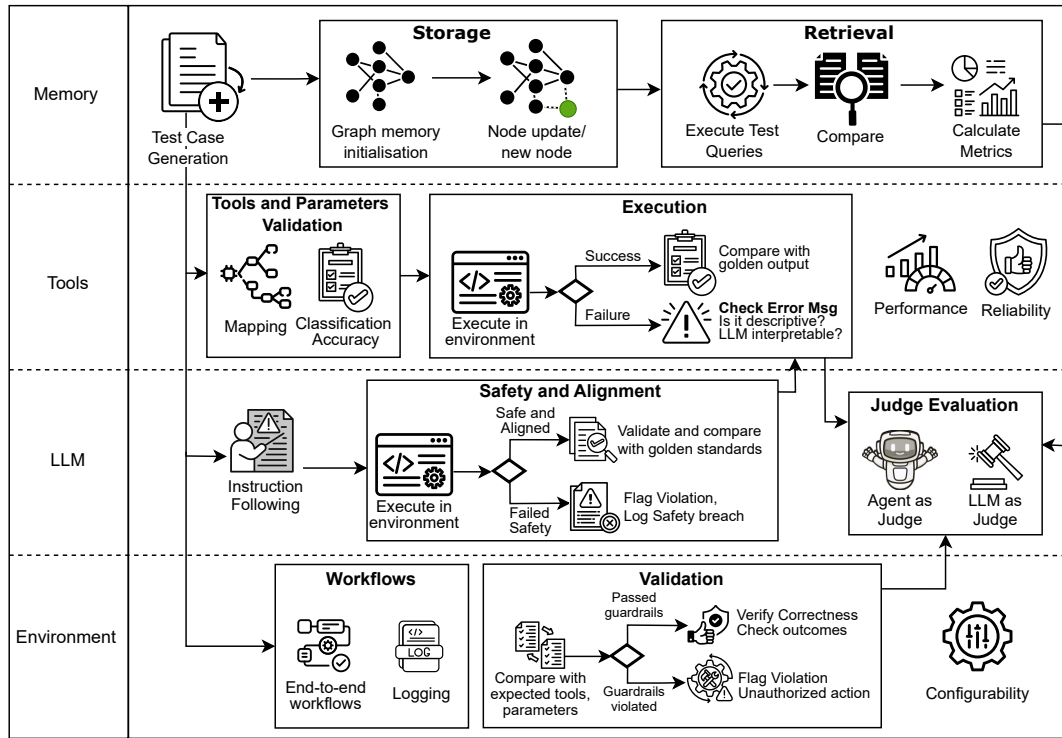 Memory
Test Case
Generation
Storage
Graph memory
initialisation
Node update/
new node
Retrieval
Execute Test
Queries
Compare
Calculate
Metrics
Tools
Tools and Parameters
Validation
Mapping
Classification
Accuracy
Execution
Execute in
environment
Success
Failure
Compare with
golden output
Check Error Msg
Is it descriptive?
LLM interpretable?
Performance
Reliability
LLM
Instruction
Following
Safety and Alignment
Execute in
environment
Safe and
Aligned
Failed
Safety
Validate and compare
with golden standards
Flag Violation,
Log Safety breach
Judge Evaluation
Agent as
Judge
LLM as
Judge
Environment
Workflows
End-to-end
workflows
LOG
Logging
Validation
Compare with
expected tools,
parameters
Passed
guardrails
Guardrails
violated
Verify Correctness
Check outcomes
Flag Violation
Unauthorized action
Configurability